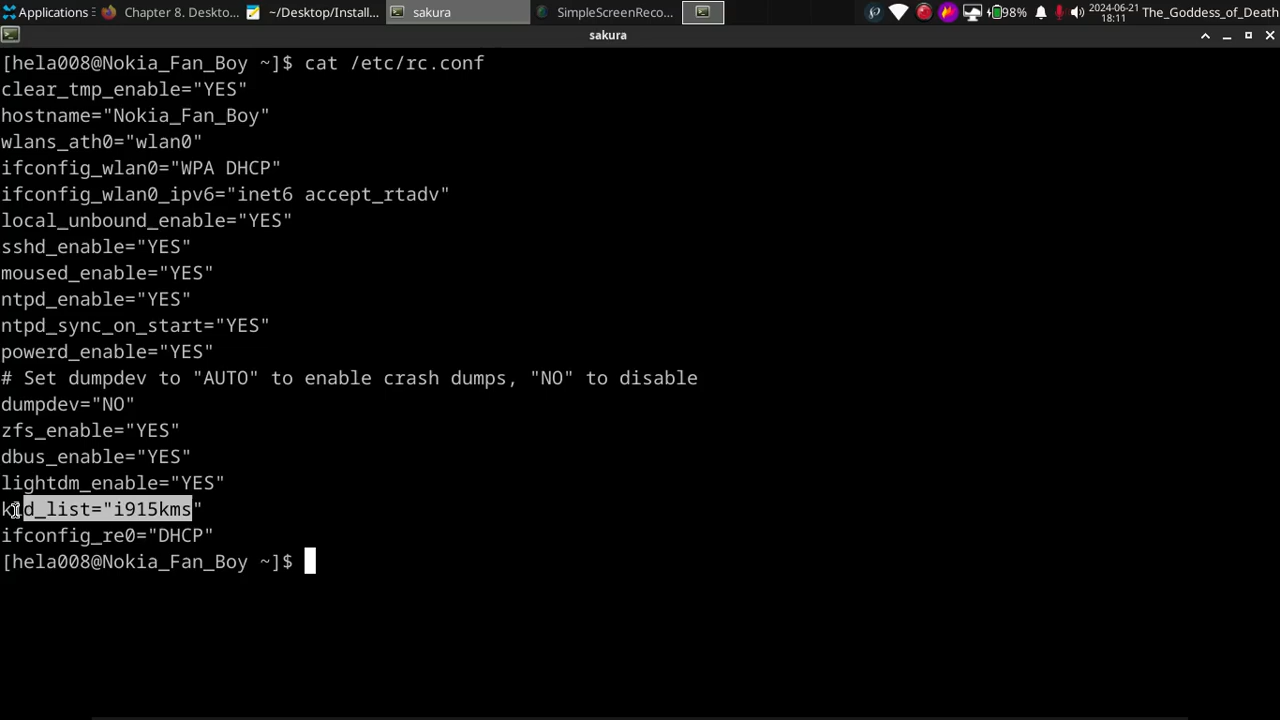 Applications
Chapter 8. Deskto...
~/Desktop/Install...
sakura
SimpleScreenReco...
98%
2024-06-21
18:11
The_Goddess_of_Death
sakura
[hela008@Nokia_Fan_Boy ~]$ cat /etc/rc.conf
clear_tmp_enable="YES"
hostname="Nokia_Fan_Boy"
wlans_ath0="wlan0"
ifconfig_wlan0="WPA DHCP"
ifconfig_wlan0_ipv6="inet6 accept_rtadv"
local_unbound_enable="YES"
sshd_enable="YES"
moused_enable="YES"
ntpd_enable="YES"
ntpd_sync_on_start="YES"
powerd_enable="YES"
# Set dumpdev to "AUTO" to enable crash dumps, "NO" to disable
dumpdev="NO"
zfs_enable="YES"
dbus_enable="YES"
lightdm_enable="YES"
kld_list="i915kms"
ifconfig_re0="DHCP"
[hela008@Nokia_Fan_Boy ~]$